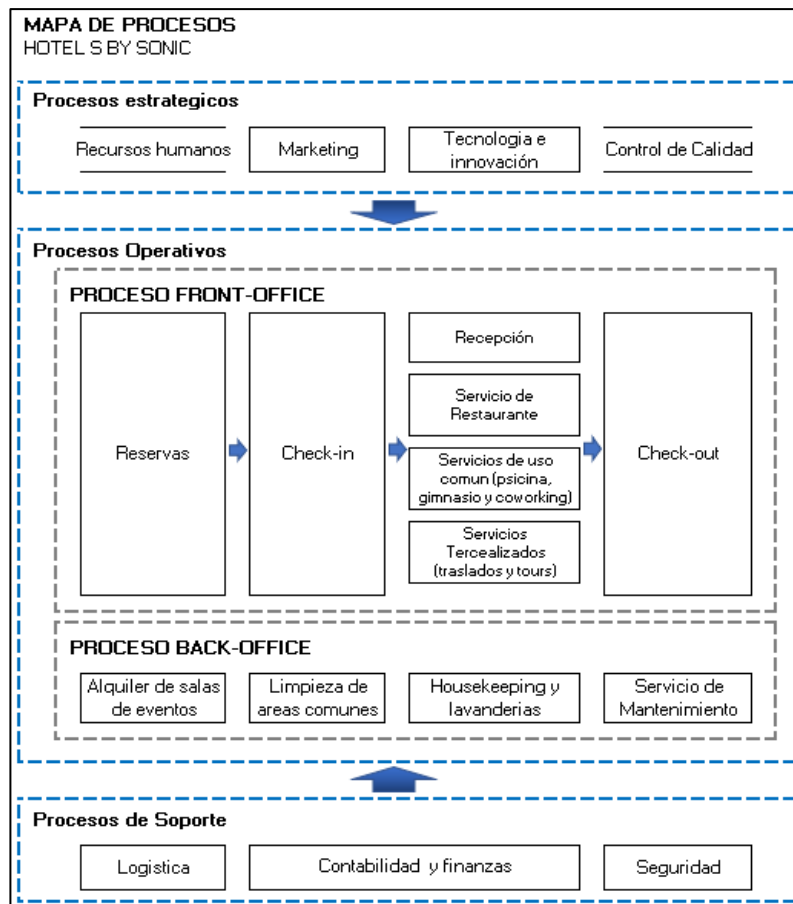 MAPA DE PROCESOS
HOTEL S BY SONIC
Procesos estrategicos
Recursos humanos
Marketing
Tecnologia e
innovación
Control de Calidad
Procesos Operativos
PROCESO FRONT-OFFICE
Reservas
Check-in
Recepción
Servicio de
Restaurante
Servicios de uso
comun (psicina,
gimnasio y coworking)
Servicios
Tercealizados
(traslados y tours)
Check-out
PROCESO BACK-OFFICE
Alquiler de salas
de eventos
Limpieza de
areas comunes
Housekeeping y
lavanderias
Servicio de
Mantenimiento
Procesos de Soporte
Logistica
Contabilidad y finanzas
Seguridad